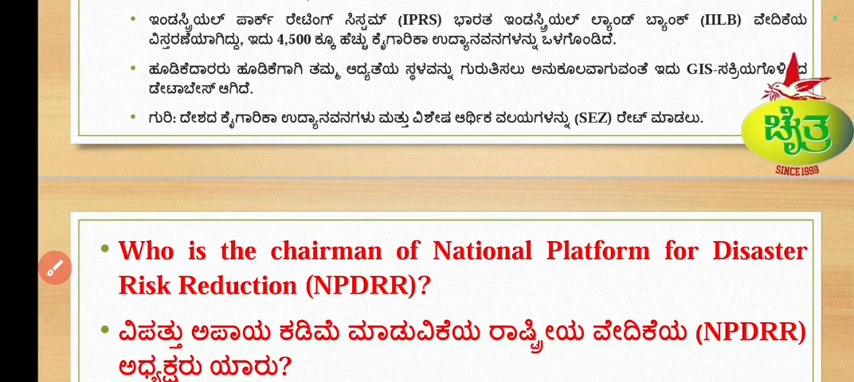 ಇಂಡಸ್ಟ್ರಿಯಲ್ ಪಾರ್ಕ್ ರೇಟಿಂಗ್ ಸಿಸ್ಟಮ್ (IPRS) ಭಾರತ ಇಂಡಸ್ಟ್ರಿಯಲ್ ಲ್ಯಾಂಡ್ ಬ್ಯಾಂಕ್ (IILB) ವೇದಿಕೆಯ
ವಿಸ್ತರಣೆಯಾಗಿದ್ದು, ಇದು 4,500 ಕ್ಕೂ ಹೆಚ್ಚು ಕೈಗಾರಿಕಾ ಉದ್ಯಾನವನಗಳನ್ನು ಒಳಗೊಂಡಿದೆ.
ಹೂಡಿಕೆದಾರರು ಹೂಡಿಕೆಗಾಗಿ ತಮ್ಮ ಆದ್ಯತೆಯ ಸ್ಥಳವನ್ನು ಗುರುತಿಸಲು ಅನುಕೂಲವಾಗುವಂತೆ ಇದು GIS-ಸಕ್ರಿಯಗೊಳಿಸಿದ
ಡೇಟಾಬೇಸ್ ಆಗಿದೆ.
ಗುರಿ: ದೇಶದ ಕೈಗಾರಿಕಾ ಉದ್ಯಾನವನಗಳು ಮತ್ತು ವಿಶೇಷ ಆರ್ಥಿಕ ವಲಯಗಳನ್ನು (SEZ) ರೇಟ್ ಮಾಡಲು.
ಚೈತ್ರ
SINCE 1999
Who is the chairman of National Platform for Disaster
Risk Reduction (NPDRR)?
ವಿಪತ್ತು ಅಪಾಯ ಕಡಿಮೆ ಮಾಡುವಿಕೆಯ ರಾಷ್ಟ್ರೀಯ ವೇದಿಕೆಯ (NPDRR)
ಅಧ್ಯಕ್ಷರು ಯಾರು?